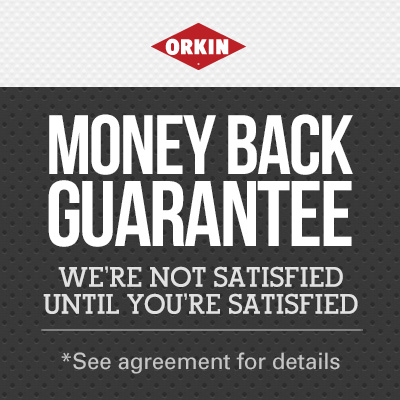 ORKIN
MONEY BACK
GUARANTEE
WE'RE NOT SATISFIED
UNTIL YOU'RE SATISFIED
*See agreement for details